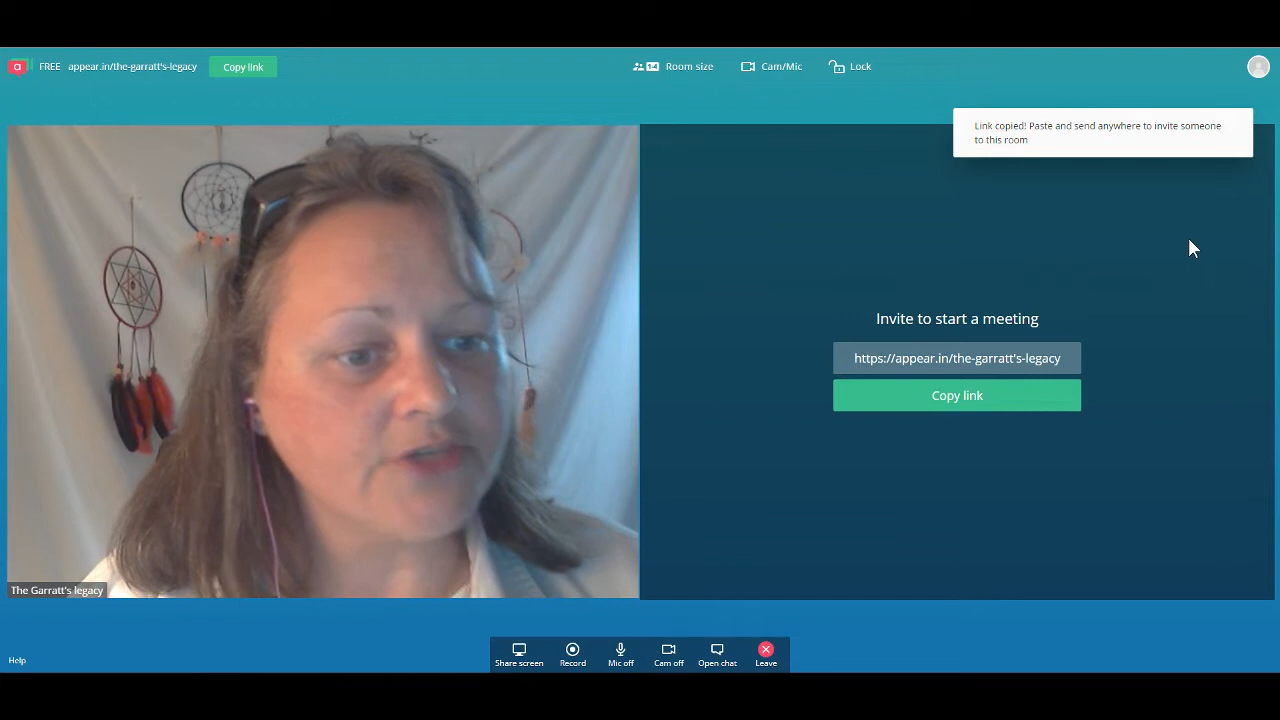 a FREE appear.in/the-garratt's-legacy Copy link 1-4 Room size Cam/Mic Lock
Link copied! Paste and send anywhere to invite someone
to this room
Invite to start a meeting
https://appear.in/the-garratt's-legacy
Copy link
The Garratt's legacy
Help
Share screen Record Mic off Cam off Open chat Leave